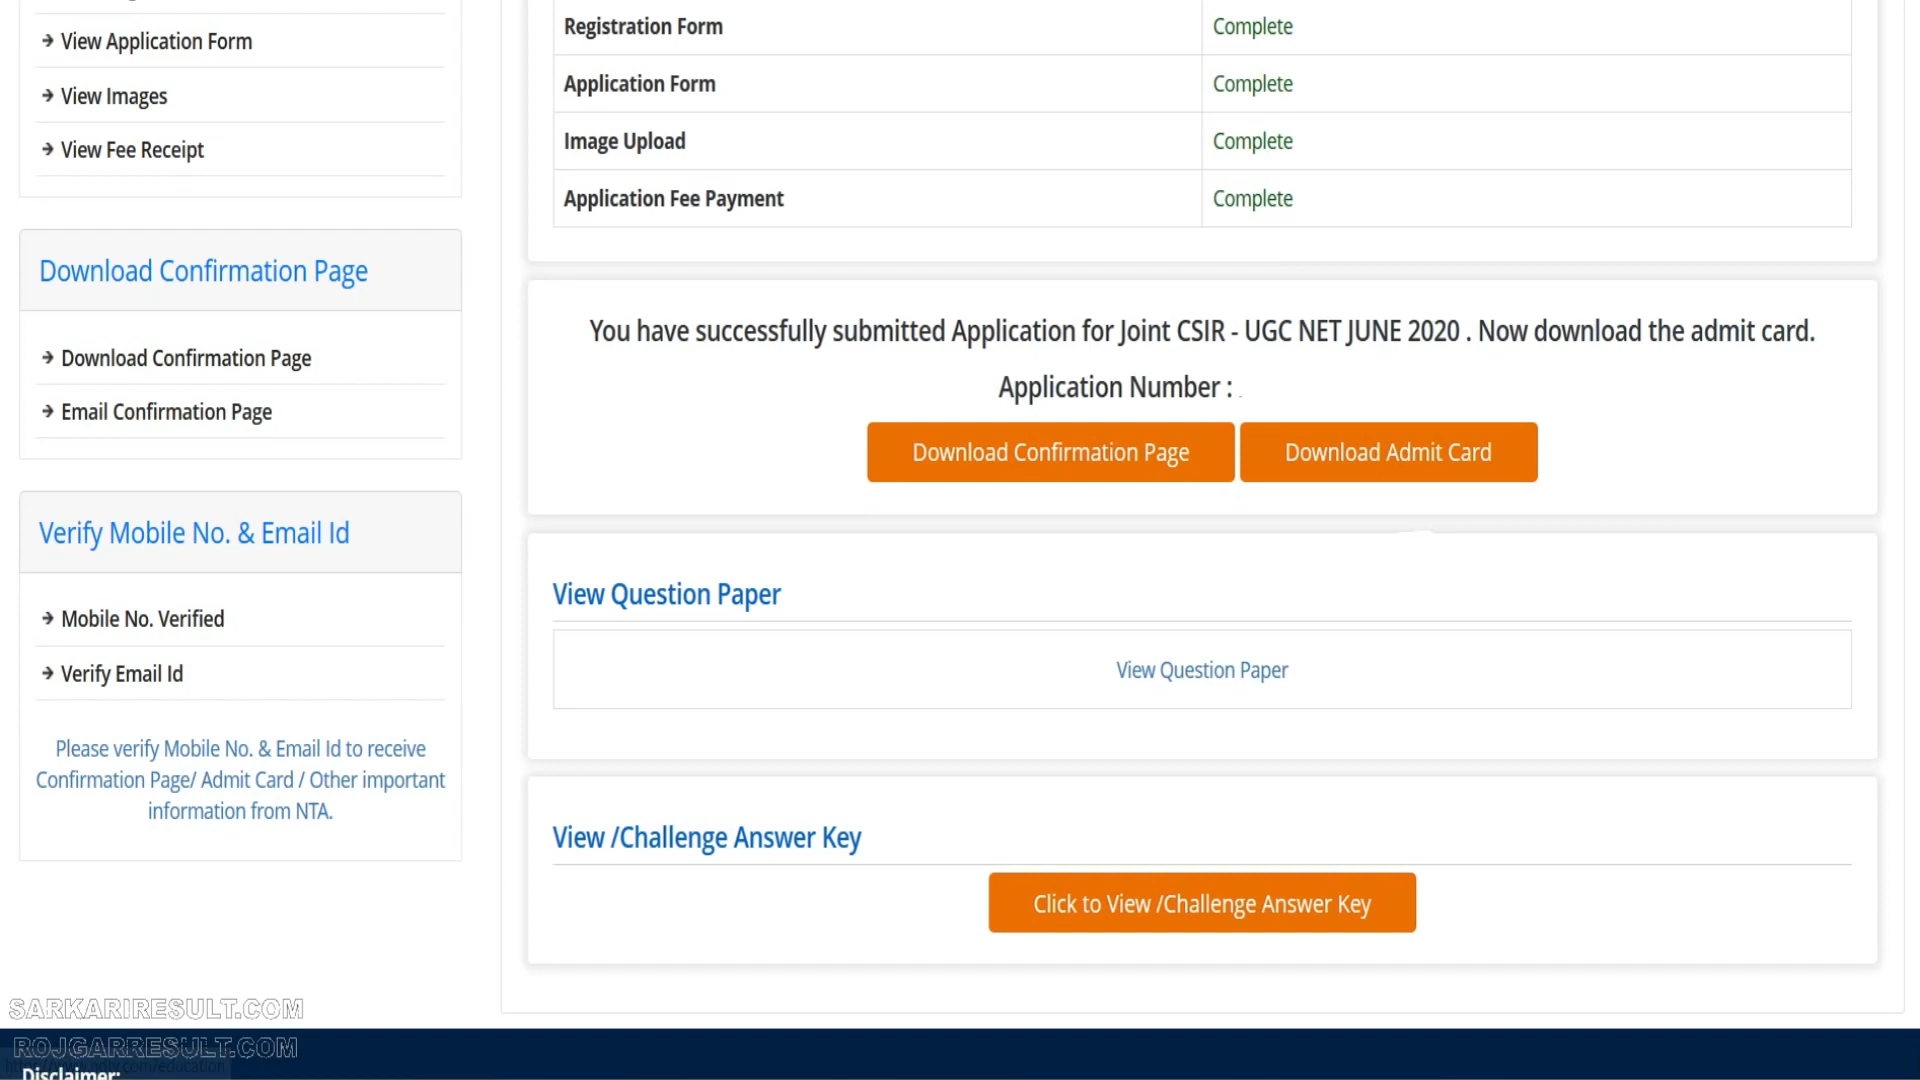 → View Application Form
→ View Images
→ View Fee Receipt
Download Confirmation Page
→ Download Confirmation Page
→ Email Confirmation Page
Verify Mobile No. & Email Id
→ Mobile No. Verified
→ Verify Email Id
Please verify Mobile No. & Email Id to receive
Confirmation Page/ Admit Card / Other important
information from NTA.
Registration Form Complete
Application Form Complete
Image Upload Complete
Application Fee Payment Complete
You have successfully submitted Application for Joint CSIR - UGC NET JUNE 2020 . Now download the admit card.
Application Number :
Download Confirmation Page Download Admit Card
View Question Paper
View Question Paper
View /Challenge Answer Key
Click to View /Challenge Answer Key
SARKARIRESULT.COM
ROJGARRESULT.COM
Disclaimer: